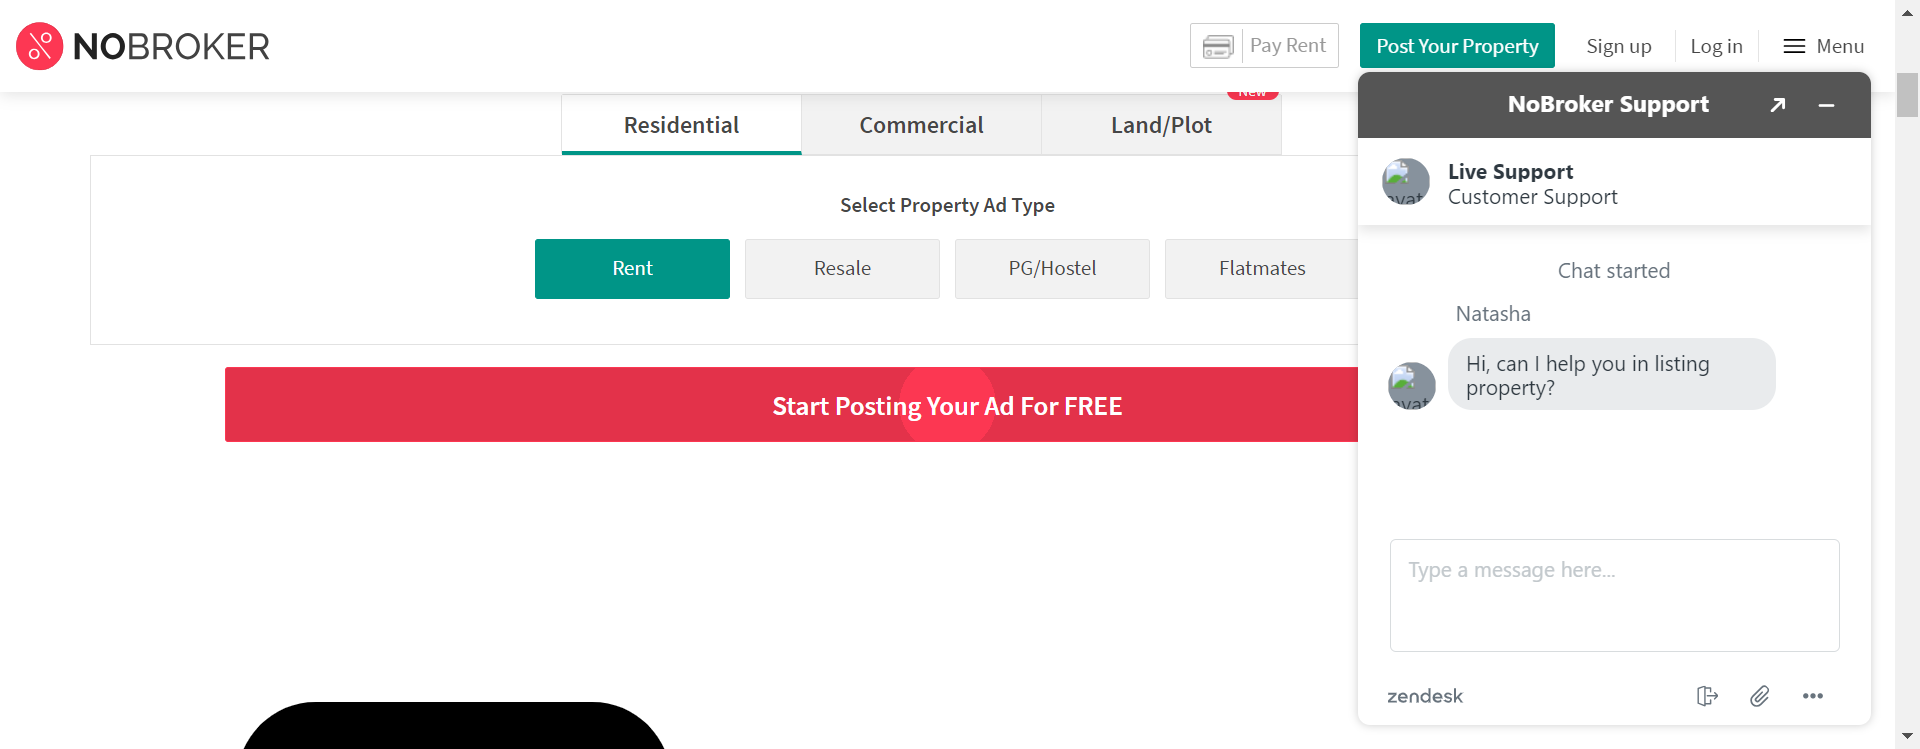 NOBROKER
Pay Rent
Post Your Property
Sign up
Log in
Menu
New
Residential
Commercial
Land/Plot
Select Property Ad Type
Rent
Resale
PG/Hostel
Flatmates
Start Posting Your Ad For FREE
NoBroker Support
Live Support
Customer Support
Chat started
Natasha
Hi, can I help you in listing
property?
Type a message here...
zendesk